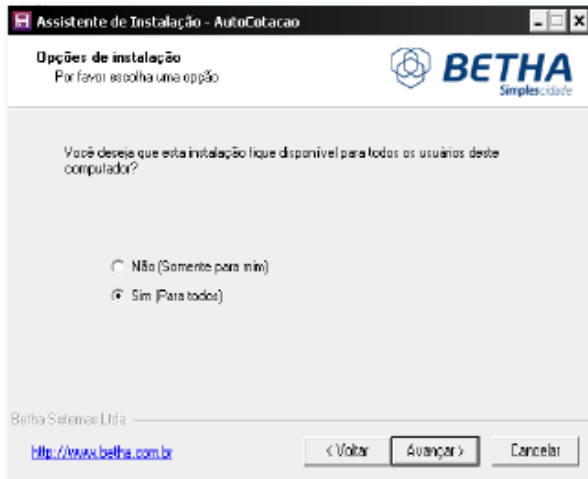 Assistente de Instalação - AutoCotacao
Opções de instalação
Por favor escolha uma opção
BETHA
Simplescidade
Você deseja que esta instalação fique disponível para todos os usuários deste
computador?
Não (Somente para mim)
Sim (Para todos)
Betha Sistemas Ltda
http://www.betha.com.br
< Voltar
Avançar >
Cancelar